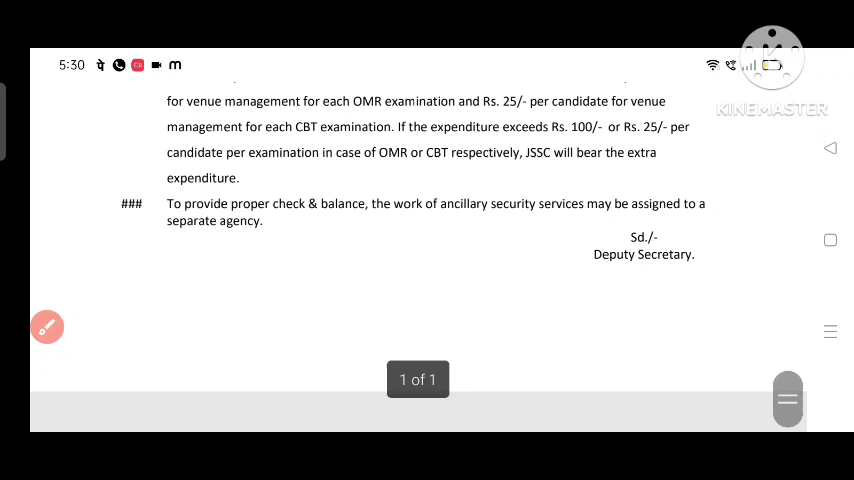 5:30
KINEMASTER
for venue management for each OMR examination and Rs. 25/- per candidate for venue
management for each CBT examination. If the expenditure exceeds Rs. 100/- or Rs. 25/- per
candidate per examination in case of OMR or CBT respectively, JSSC will bear the extra
expenditure.
### To provide proper check & balance, the work of ancillary security services may be assigned to a
separate agency.
Sd./-
Deputy Secretary.
1 of 1